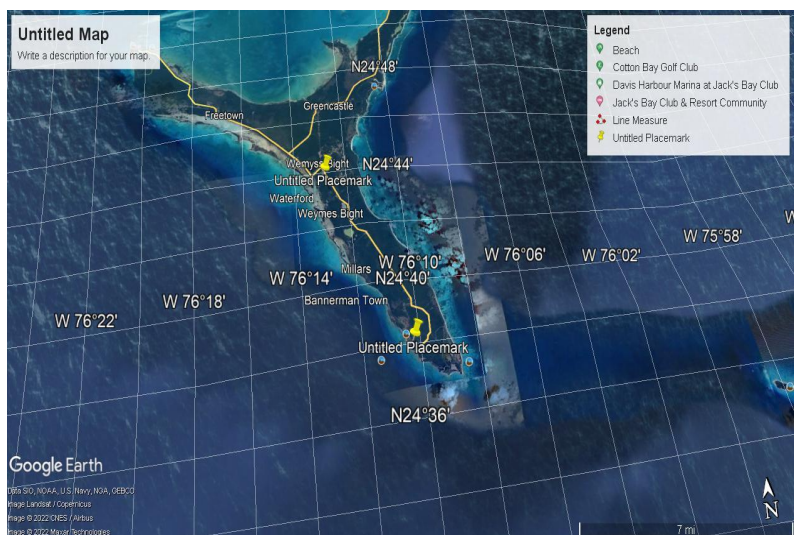 Untitled Map
Write a description for your map.
Legend
Beach
Cotton Bay Golf Club
Davis Harbour Marina at Jack's Bay Club
Jack's Bay Club & Resort Community
Line Measure
Untitled Placemark
N24°48'
Greencastle
Freetown
Wemyss Bight
N24°44'
Untitled Placemark
Waterford
Weymes Bight
W 75°58'
W
W 76°02'
W 76°06'
W 76°10'
Millars
N24°40'
W 76°14'
Bannerman Town
W 76°18'
W 76°22'
Untitled Placemark
N24°36'
Google Earth
Data SIO, NOAA, U.S. Navy, NGA, GEBCO
Image Landsat / Copernicus
Image © 2022 CNES / Airbus
Image © 2022 Maxar Technologies
N
7 mi